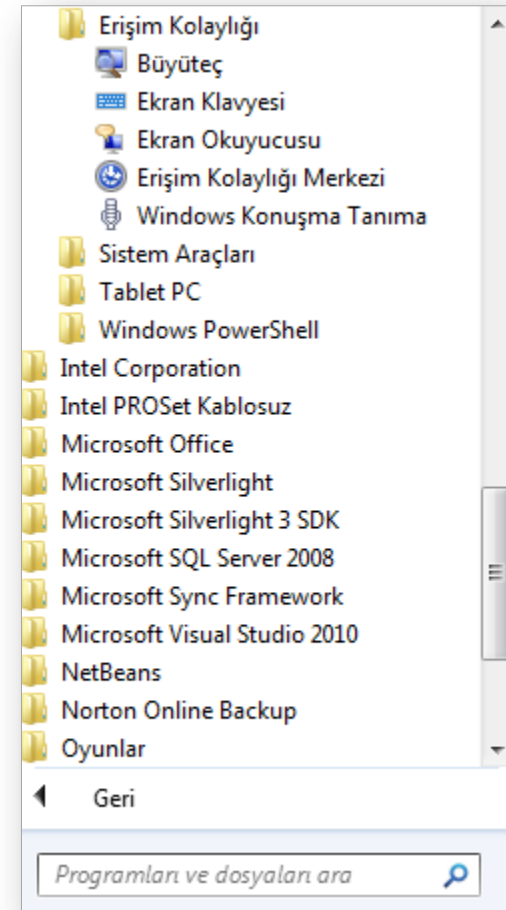 Erişim Kolaylığı
Büyüteç
Ekran Klavyesi
Ekran Okuyucusu
Erişim Kolaylığı Merkezi
Windows Konuşma Tanıma
Sistem Araçları
Tablet PC
Windows PowerShell
Intel Corporation
Intel PROSet Kablosuz
Microsoft Office
Microsoft Silverlight
Microsoft Silverlight 3 SDK
Microsoft SQL Server 2008
Microsoft Sync Framework
Microsoft Visual Studio 2010
NetBeans
Norton Online Backup
Oyunlar
Geri
Programları ve dosyaları ara